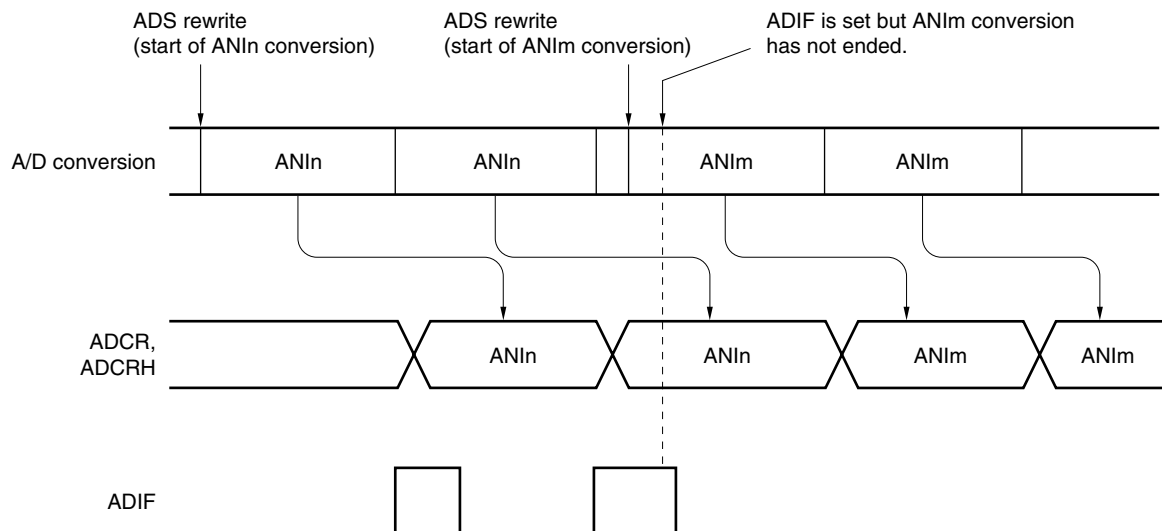 ADS rewrite
(start of ANIn conversion)
ADS rewrite
(start of ANIm conversion)
ADIF is set but ANIm conversion
has not ended.
A/D conversion
ANIn
ANIn
ANIm
ANIm
ADCR,
ADCRH
ANIn
ANIn
ANIm
ANIm
ADIF